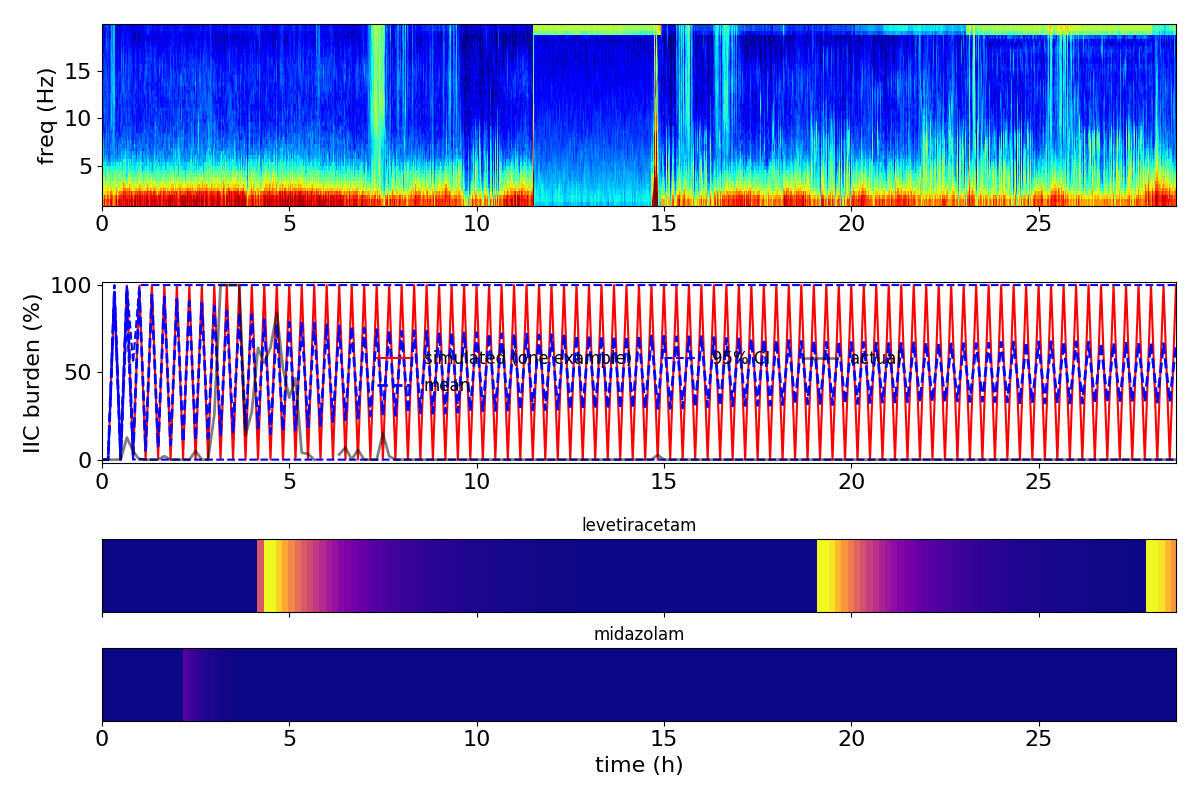 freq (Hz)
15
10
5
0 5 10 15 20 25
IIC burden (%)
100
50
0
simulated (one example) 95% CI actual
mean
0 5 10 15 20 25
levetiracetam
midazolam
0 5 10 15 20 25
time (h)